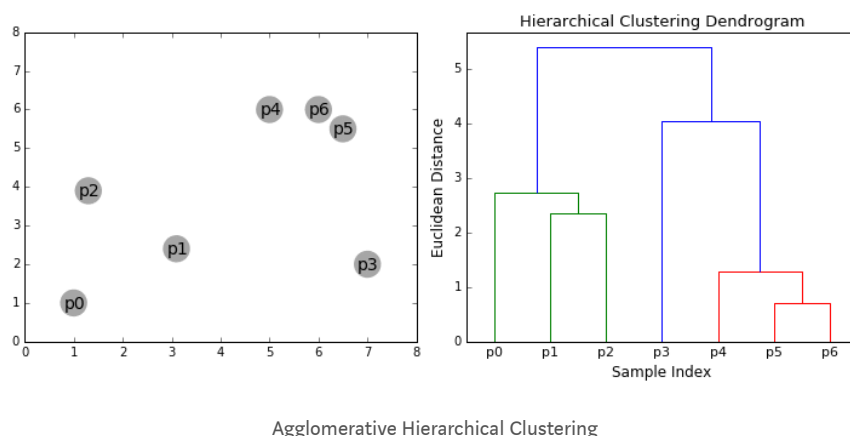 Hierarchical Clustering Dendrogram
8
7
6
5
4
3
2
1
0
p4
p6
p5
p2
p1
p3
p0
0 1 2 3 4 5 6 7 8
Euclidean Distance
5
4
3
2
1
0
p0 p1 p2 p3 p4 p5 p6
Sample Index
Agglomerative Hierarchical Clustering